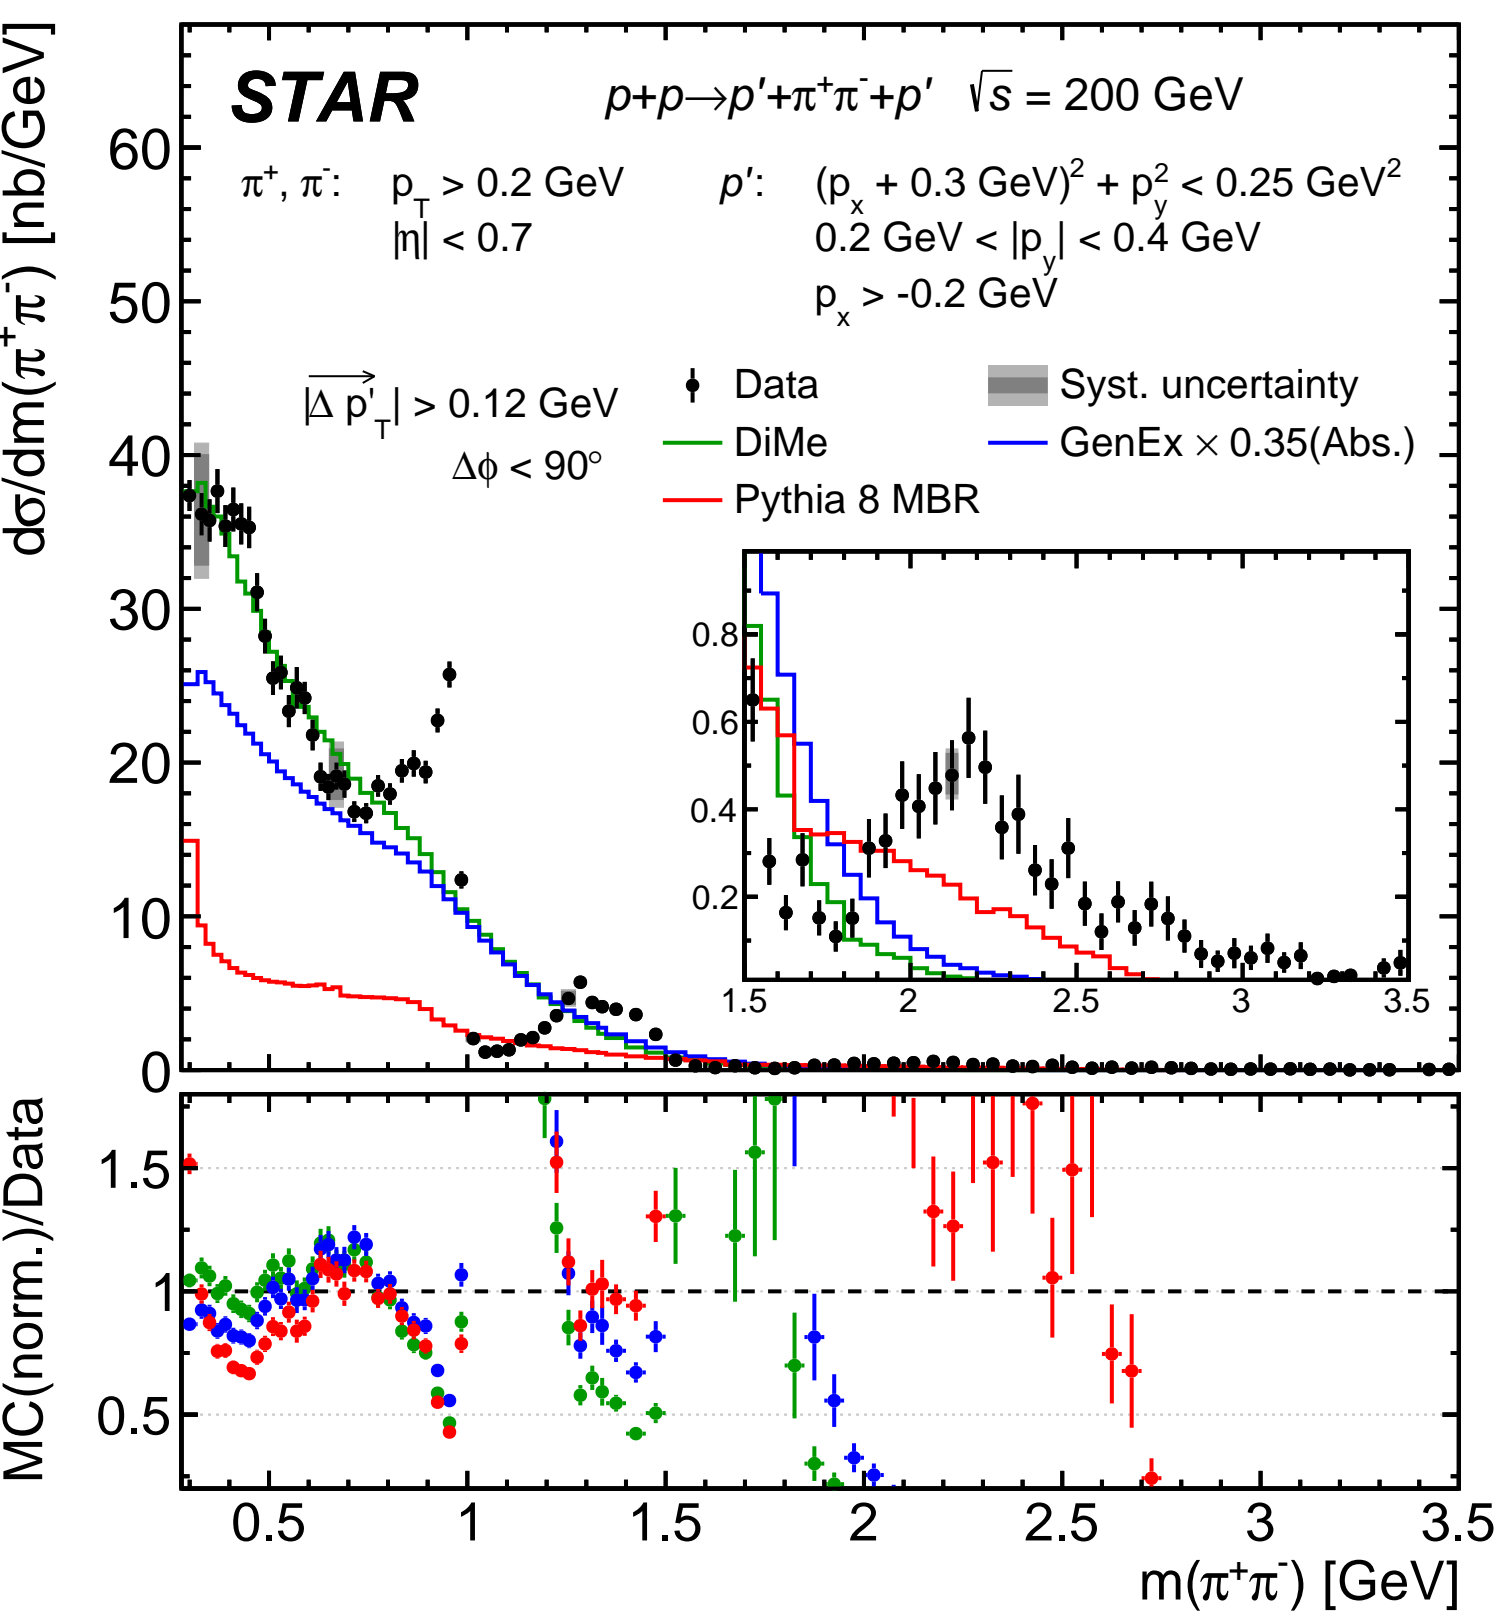 dσ/dm(π⁺π⁻) [nb/GeV]
STAR
p+p→p′+π⁺π⁻+p′ √s = 200 GeV
π⁺, π⁻: p_T > 0.2 GeV
|η| < 0.7
p′: (p_x + 0.3 GeV)² + p_y² < 0.25 GeV²
0.2 GeV < |p_y| < 0.4 GeV
p_x > -0.2 GeV
|Δ p'_T| > 0.12 GeV
Δϕ < 90°
Data
Syst. uncertainty
DiMe
GenEx × 0.35(Abs.)
Pythia 8 MBR
60
50
40
30
20
10
0
0.8
0.6
0.4
0.2
1.5 2 2.5 3 3.5
MC(norm.)/Data
1.5
1
0.5
0.5 1 1.5 2 2.5 3 3.5
m(π⁺π⁻) [GeV]